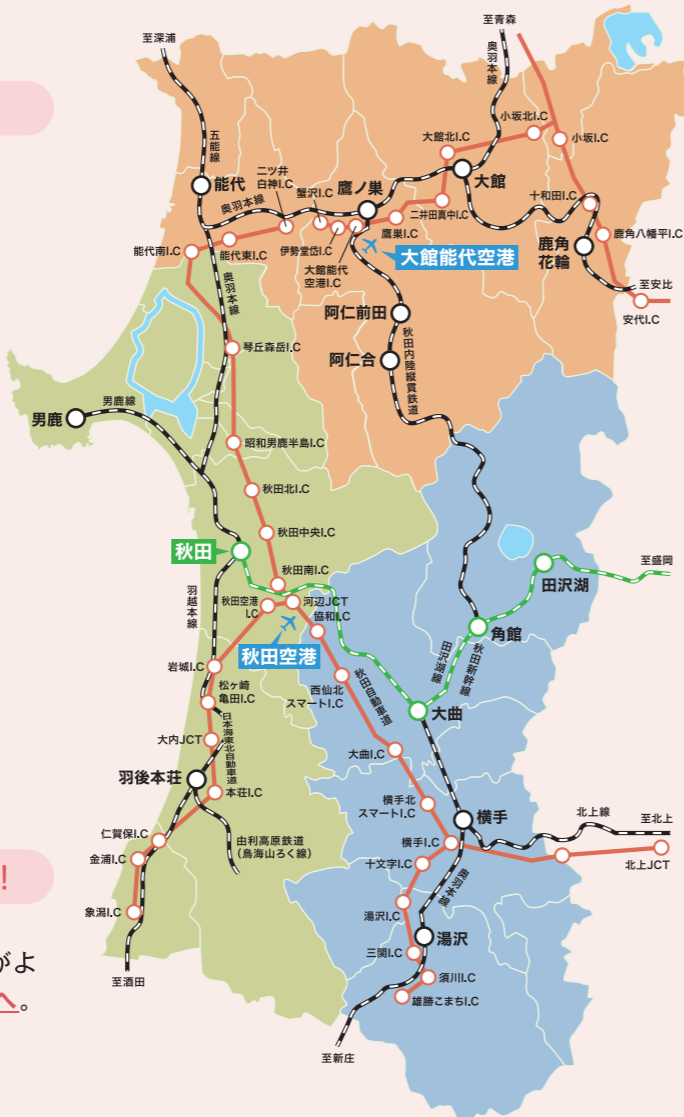 至青森
至深浦
奥羽本線
小坂北I.C
大館北I.C
小坂I.C
五能線
二ツ井
白神I.C
蟹沢I.C
鷹ノ巣
大館
十和田I.C
能代
奥羽本線
二井田真中I.C
鷹巣I.C
伊勢堂岱I.C
大館能代
空港I.C
能代南I.C
能代東I.C
大館能代空港
鹿角
花輪
鹿角八幡平I.C
至安比
安代I.C
奥羽本線
阿仁前田
琴丘森岳I.C
阿仁合
秋田内陸縦貫鉄道
男鹿線
男鹿
昭和男鹿半島I.C
秋田北I.C
秋田中央I.C
秋田
秋田南I.C
至盛岡
田沢湖
羽越本線
秋田空港
I.C
河辺JCT
協和I.C
角館
秋田空港
田沢湖線
秋田新幹線
岩城I.C
西仙北
スマートI.C
秋田自動車道
松ヶ崎
亀田I.C
日本海東北自動車道
大曲
大内JCT
大曲I.C
羽後本荘
本荘I.C
横手北
スマートI.C
横手
北上線
至北上
仁賀保I.C
由利高原鉄道
(鳥海山ろく線)
横手I.C
金浦I.C
十文字I.C
北上JCT
!
奥羽本線
象潟I.C
湯沢I.C
湯沢
三関I.C
がよ
至酒田
須川I.C
へ。
雄勝こまちI.C
至新庄